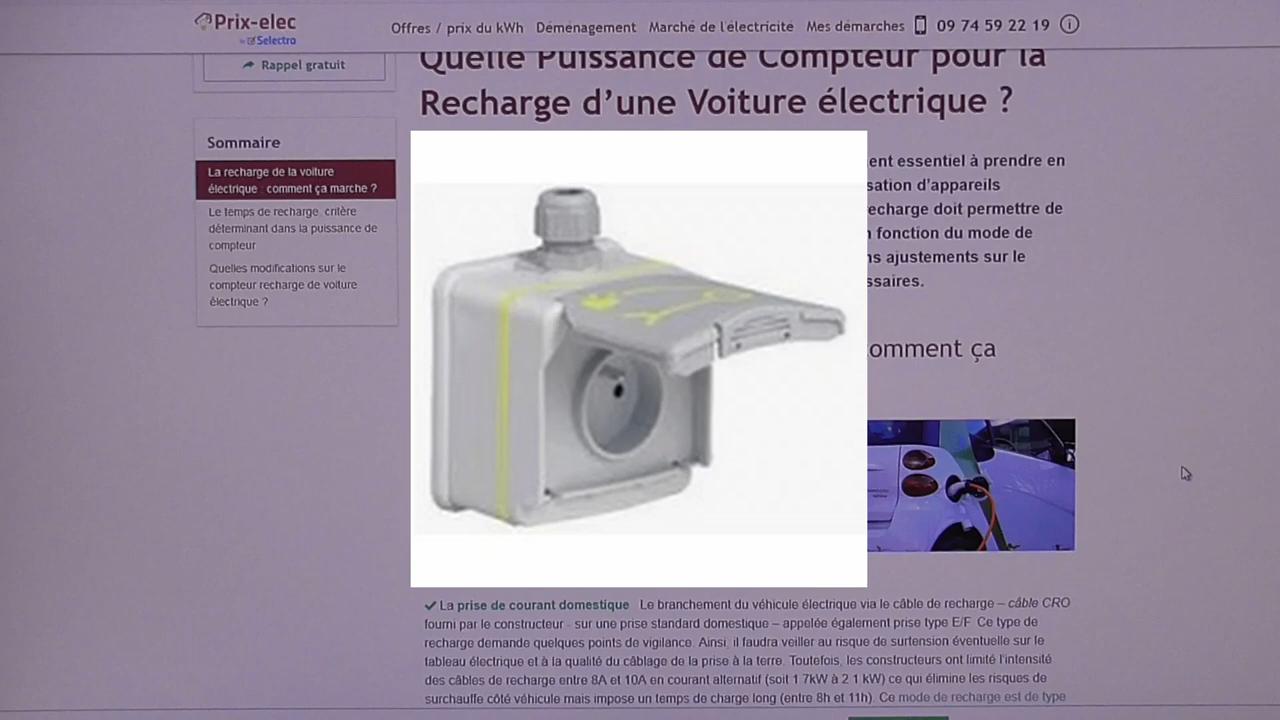 Prix-elec
by Selectra
Offres / prix du kWh Déménagement Marché de l'électricité Mes démarches 09 74 59 22 19
Rappel gratuit
Quelle Puissance de Compteur pour la
Recharge d'une Voiture électrique ?
Sommaire
La recharge de la voiture
électrique : comment ça marche ?
Le temps de recharge, critère
déterminant dans la puissance de
compteur
Quelles modifications sur le
compteur recharge de voiture
électrique ?
ent essentiel à prendre en
sation d'appareils
echarge doit permettre de
n fonction du mode de
ns ajustements sur le
ssaires.
omment ça
La prise de courant domestique Le branchement du véhicule électrique via le câble de recharge – câble CRO
fourni par le constructeur - sur une prise standard domestique – appelée également prise type E/F. Ce type de
recharge demande quelques points de vigilance. Ainsi, il faudra veiller au risque de surtension éventuelle sur le
tableau électrique et à la qualité du câblage de la prise à la terre. Toutefois, les constructeurs ont limité l'intensité
des câbles de recharge entre 8A et 10A en courant alternatif (soit 1.7kW à 2.1 kW) ce qui élimine les risques de
surchauffe côté véhicule mais impose un temps de charge long (entre 8h et 11h). Ce mode de recharge est de type